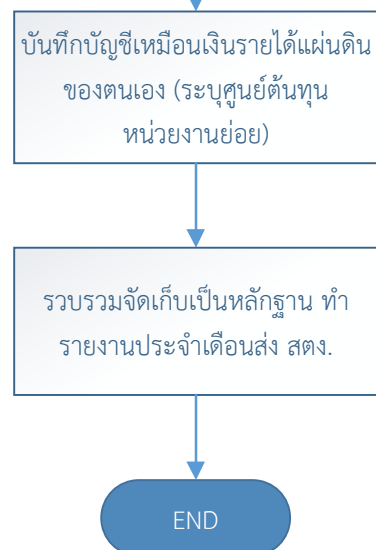 บันทึกบัญชีเหมือนเงินรายได้แผ่นดิน
ของตนเอง (ระบุศูนย์ต้นทุน
หน่วยงานย่อย)
รวบรวมจัดเก็บเป็นหลักฐาน ทำ
รายงานประจำเดือนส่ง สตง.
END